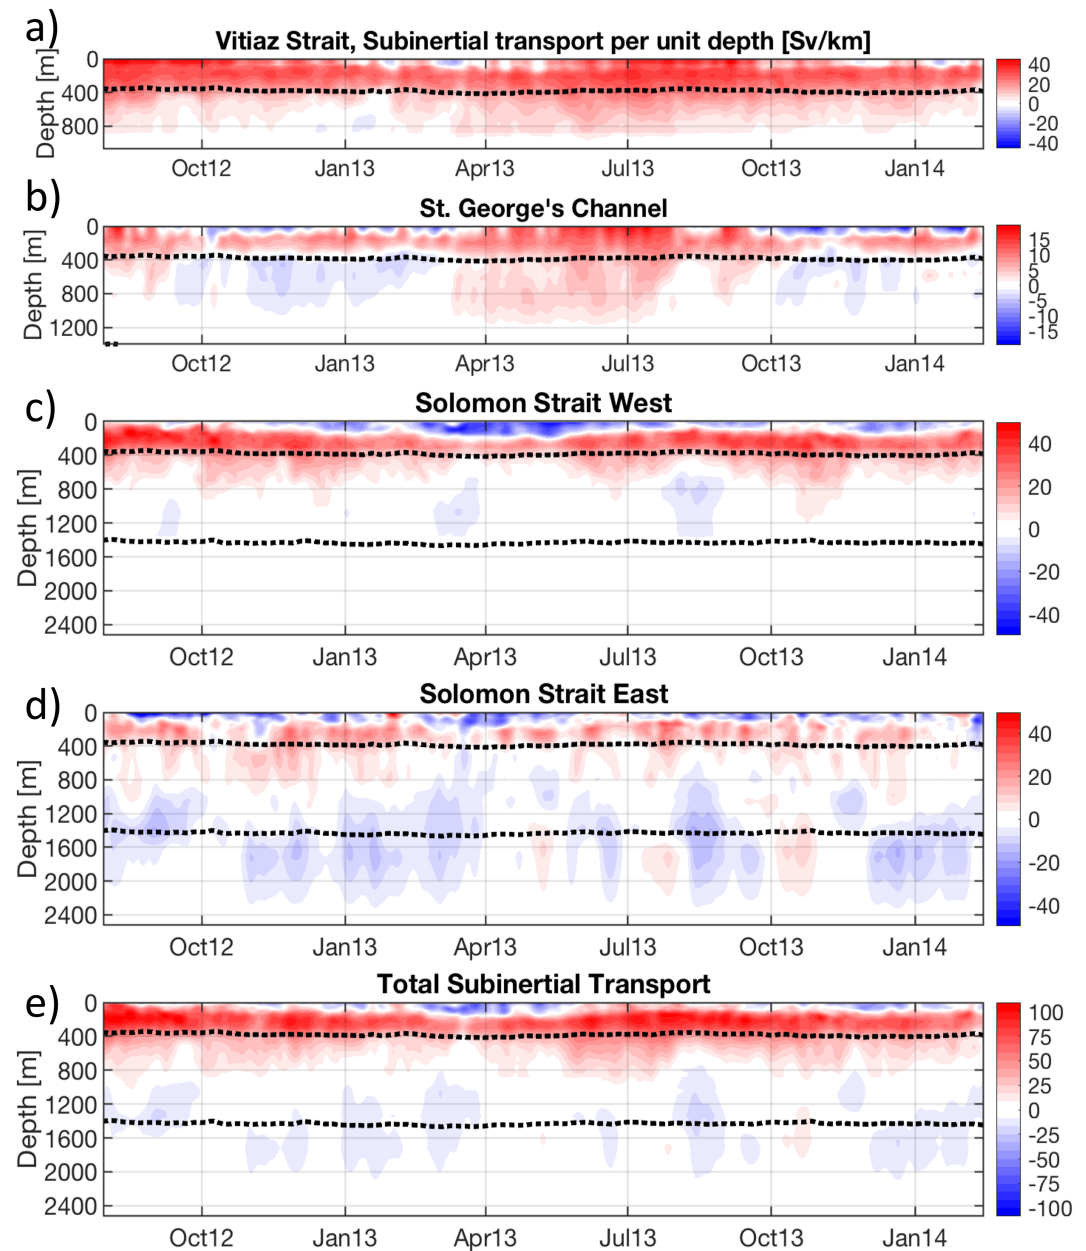 a)
Vitiaz Strait, Subinertial transport per unit depth [Sv/km]
Depth [m]
0
400
800
Oct12 Jan13 Apr13 Jul13 Oct13 Jan14
40
20
0
-20
-40
b)
St. George's Channel
Depth [m]
0
400
800
1200
Oct12 Jan13 Apr13 Jul13 Oct13 Jan14
15
10
5
0
-5
-10
-15
c)
Solomon Strait West
Depth [m]
0
400
800
1200
1600
2000
2400
Oct12 Jan13 Apr13 Jul13 Oct13 Jan14
40
20
0
-20
-40
d)
Solomon Strait East
Depth [m]
0
400
800
1200
1600
2000
2400
Oct12 Jan13 Apr13 Jul13 Oct13 Jan14
40
20
0
-20
-40
e)
Total Subinertial Transport
Depth [m]
0
400
800
1200
1600
2000
2400
Oct12 Jan13 Apr13 Jul13 Oct13 Jan14
100
75
50
25
0
-25
-50
-75
-100